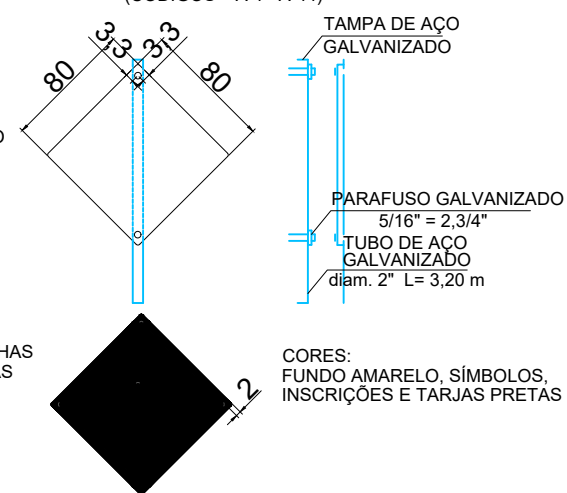 3,3
3,3
80
80
TAMPA DE AÇO
GALVANIZADO
PARAFUSO GALVANIZADO
5/16" = 2,3/4"
TUBO DE AÇO
GALVANIZADO
diam. 2" L= 3,20 m
2
CORES:
FUNDO AMARELO, SÍMBOLOS,
INSCRIÇÕES E TARJAS PRETAS